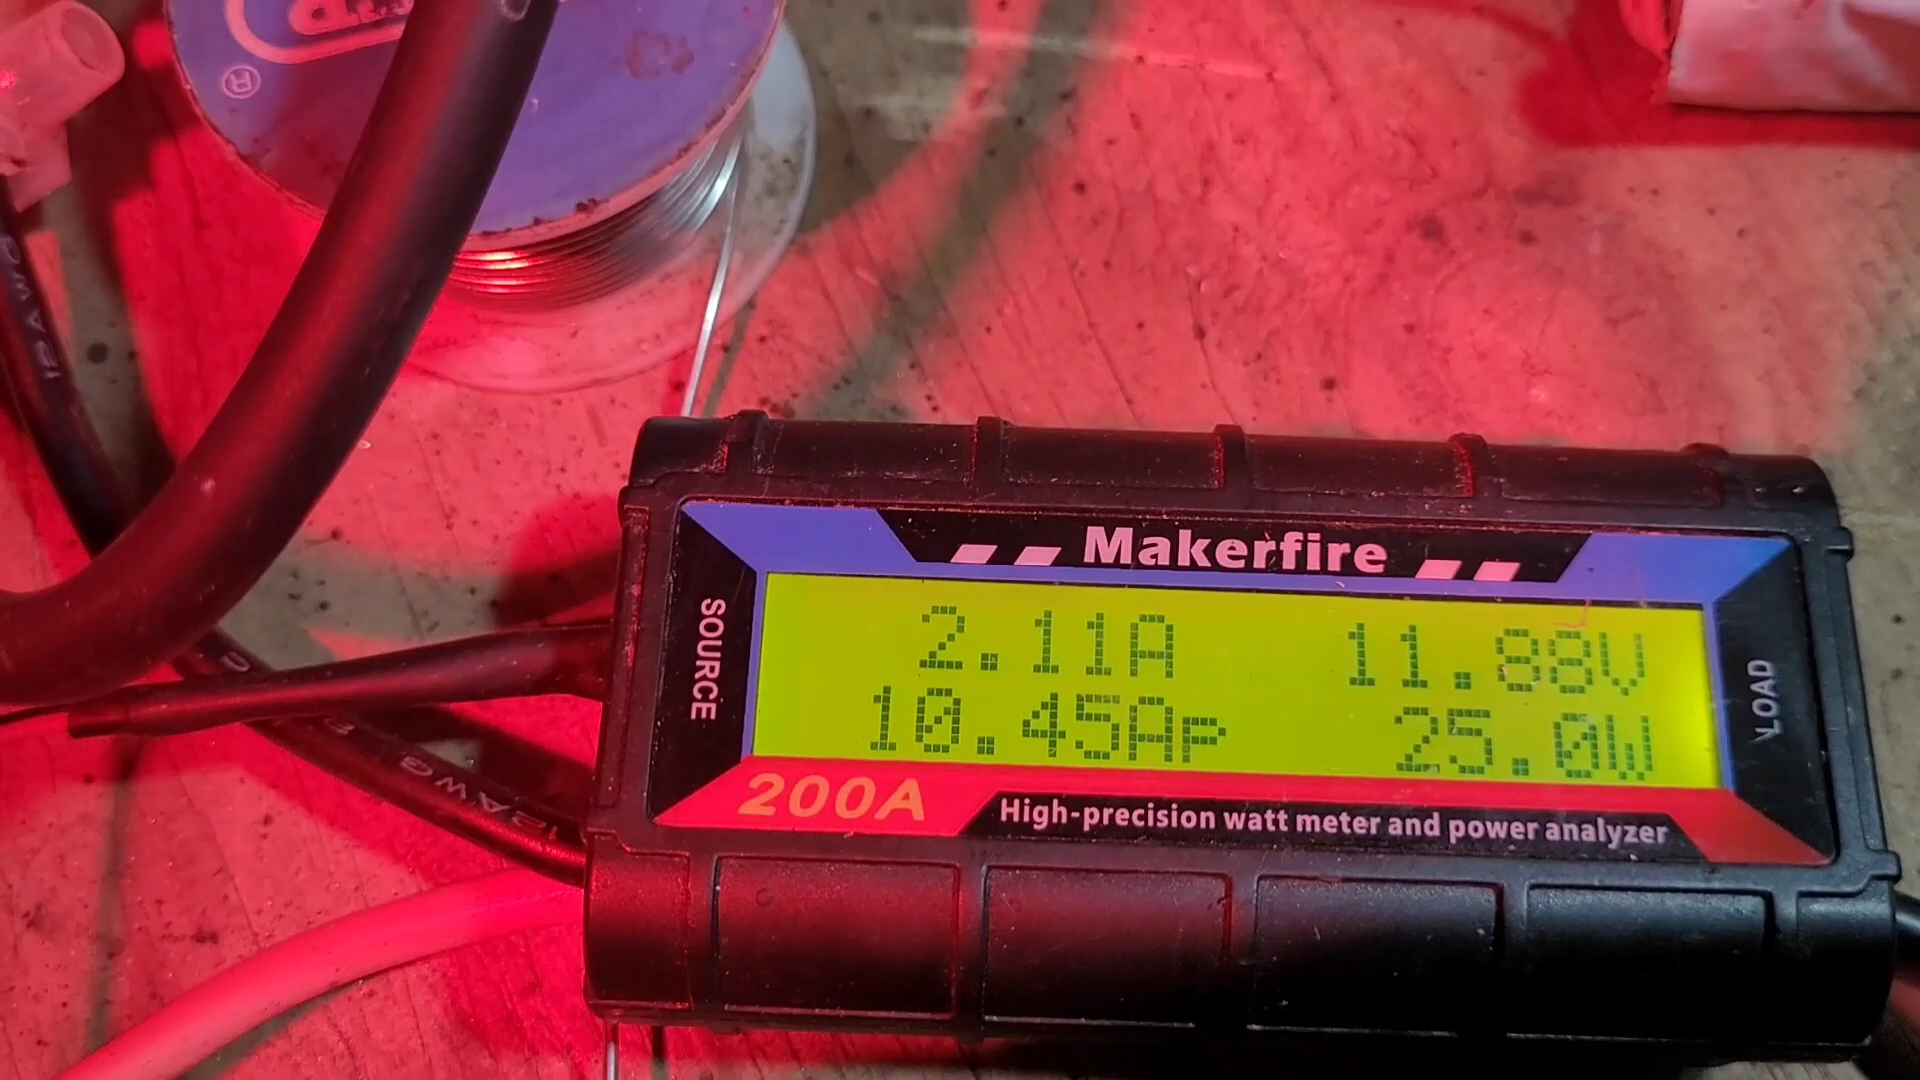 ®
12AWG
Makerfire
SOURCE
2.11A 11.88V
10.45Ap 25.0W
LOAD
200A
High-precision watt meter and power analyzer
12AWG